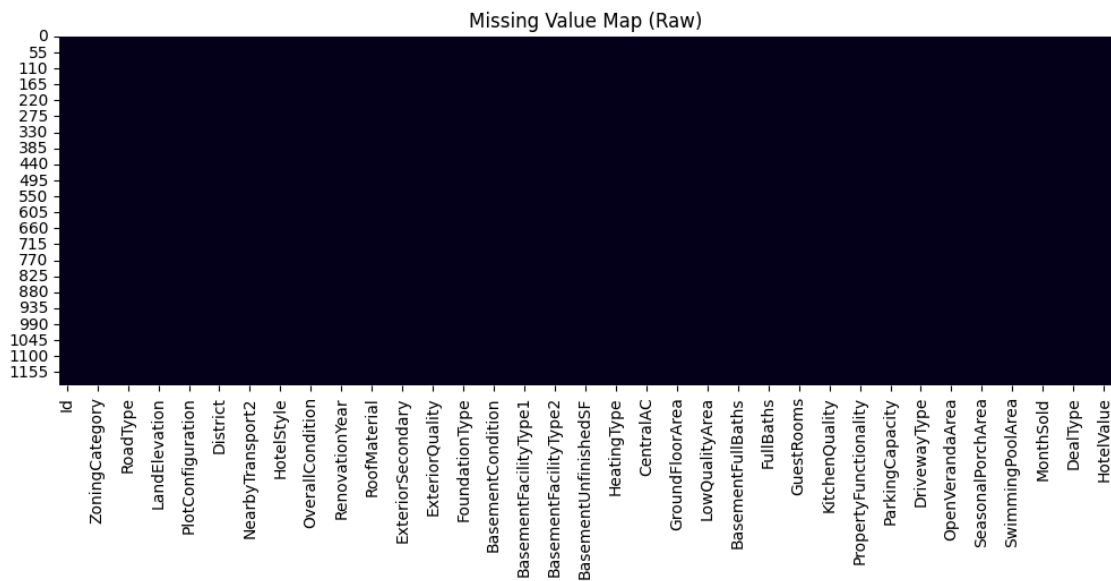 Missing Value Map (Raw)
0
55
110
165
220
275
330
385
440
495
550
605
660
715
770
825
880
935
990
1045
1100
1155
Id
ZoningCategory
RoadType
LandElevation
PlotConfiguration
District
NearbyTransport2
HotelStyle
OverallCondition
RenovationYear
RoofMaterial
ExteriorSecondary
ExteriorQuality
FoundationType
BasementCondition
BasementFacilityType1
BasementFacilityType2
BasementUnfinishedSF
HeatingType
CentralAC
GroundFloorArea
LowQualityArea
BasementFullBaths
FullBaths
GuestRooms
KitchenQuality
PropertyFunctionality
ParkingCapacity
DrivewayType
OpenVerandaArea
SeasonalPorchArea
SwimmingPoolArea
MonthSold
DealType
HotelValue